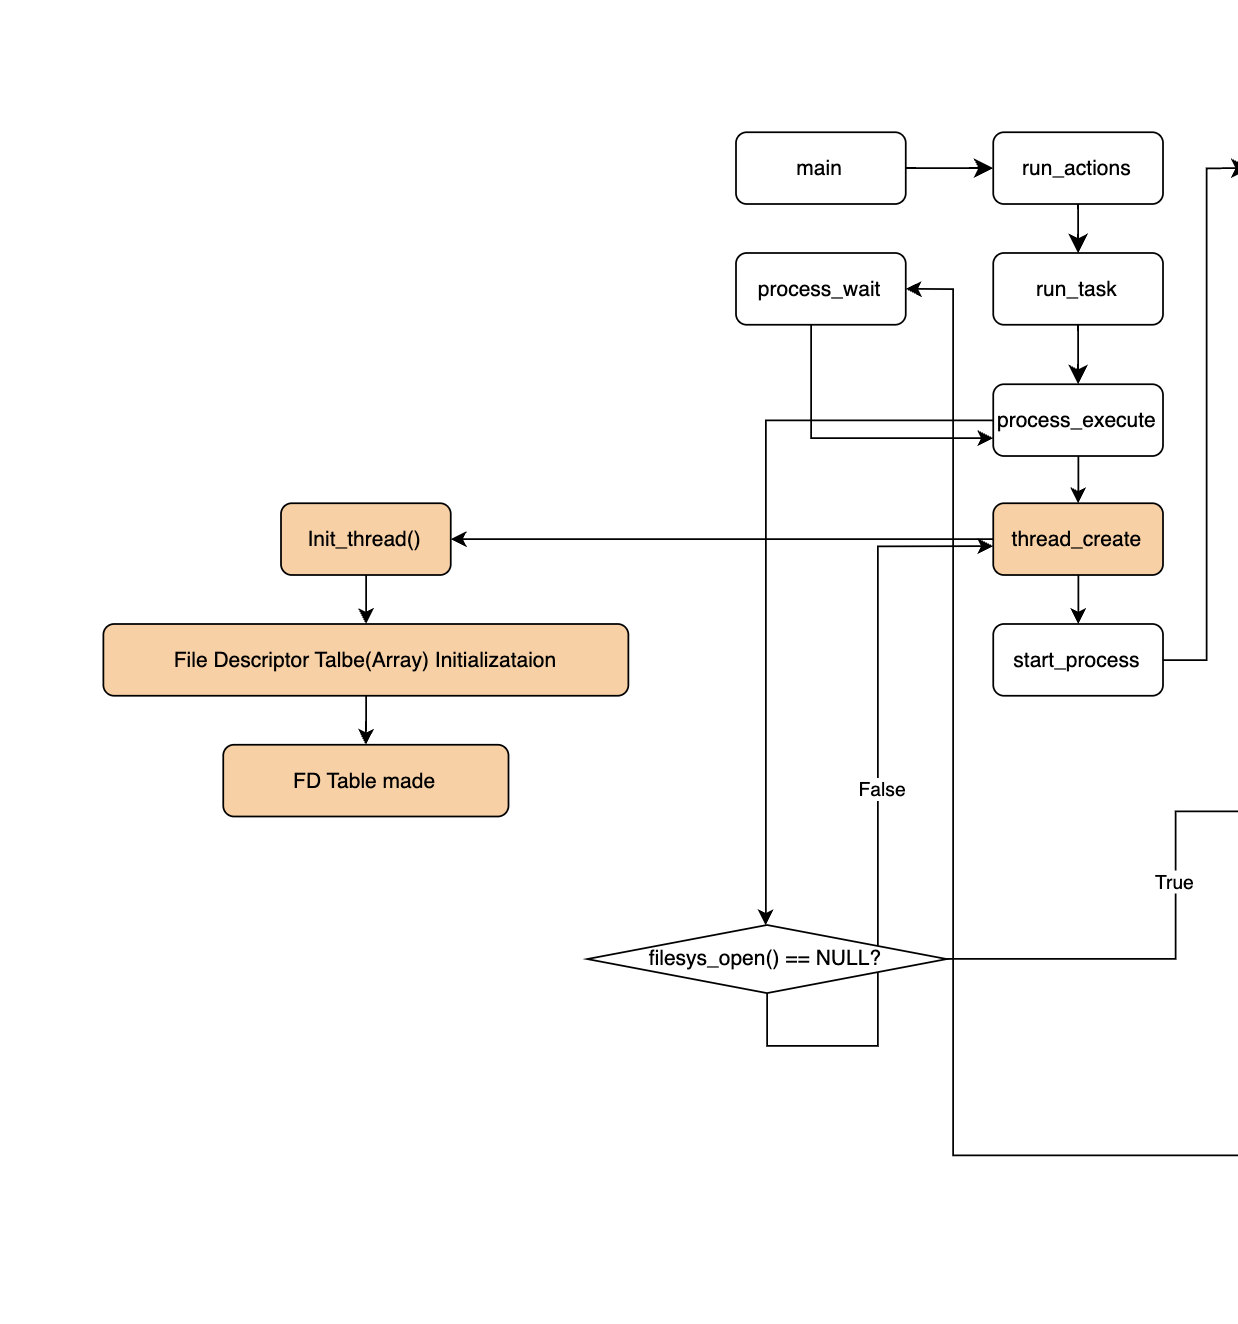 main
run_actions
process_wait
run_task
process_execute
Init_thread()
thread_create
File Descriptor Talbe(Array) Initializataion
start_process
FD Table made
False
True
filesys_open() == NULL?